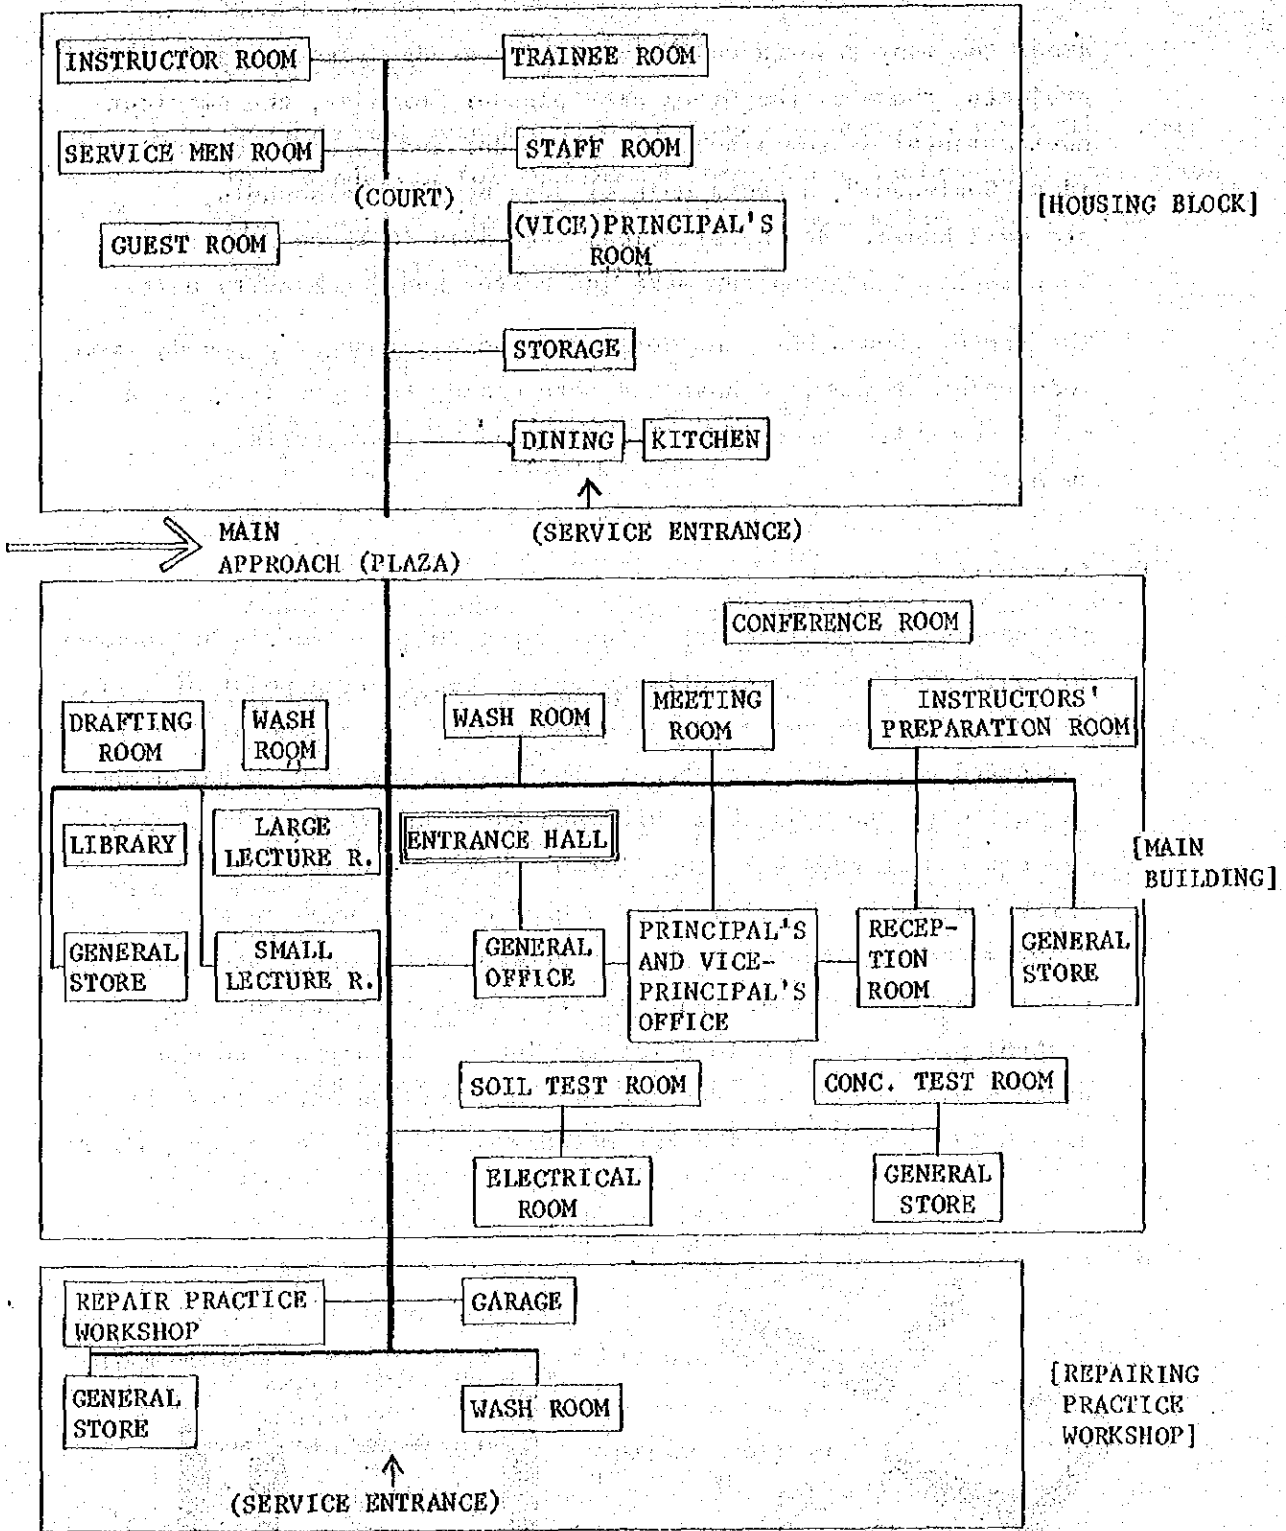 INSTRUCTOR ROOM
TRAINEE ROOM
SERVICE MEN ROOM
STAFF ROOM
(COURT)
[HOUSING BLOCK]
GUEST ROOM
(VICE)PRINCIPAL'S
ROOM
STORAGE
DINING
KITCHEN
MAIN
APPROACH (PLAZA)
(SERVICE ENTRANCE)
CONFERENCE ROOM
DRAFTING
ROOM
WASH
ROOM
WASH ROOM
MEETING
ROOM
INSTRUCTORS'
PREPARATION ROOM
LIBRARY
LARGE
LECTURE R.
ENTRANCE HALL
[MAIN
BUILDING]
GENERAL
STORE
SMALL
LECTURE R.
GENERAL
OFFICE
PRINCIPAL'S
AND VICE-
PRINCIPAL'S
OFFICE
RECEP-
TION
ROOM
GENERAL
STORE
SOIL TEST ROOM
CONC. TEST ROOM
ELECTRICAL
ROOM
GENERAL
STORE
REPAIR PRACTICE
WORKSHOP
GARAGE
GENERAL
STORE
WASH ROOM
[REPAIRING
PRACTICE
WORKSHOP]
(SERVICE ENTRANCE)